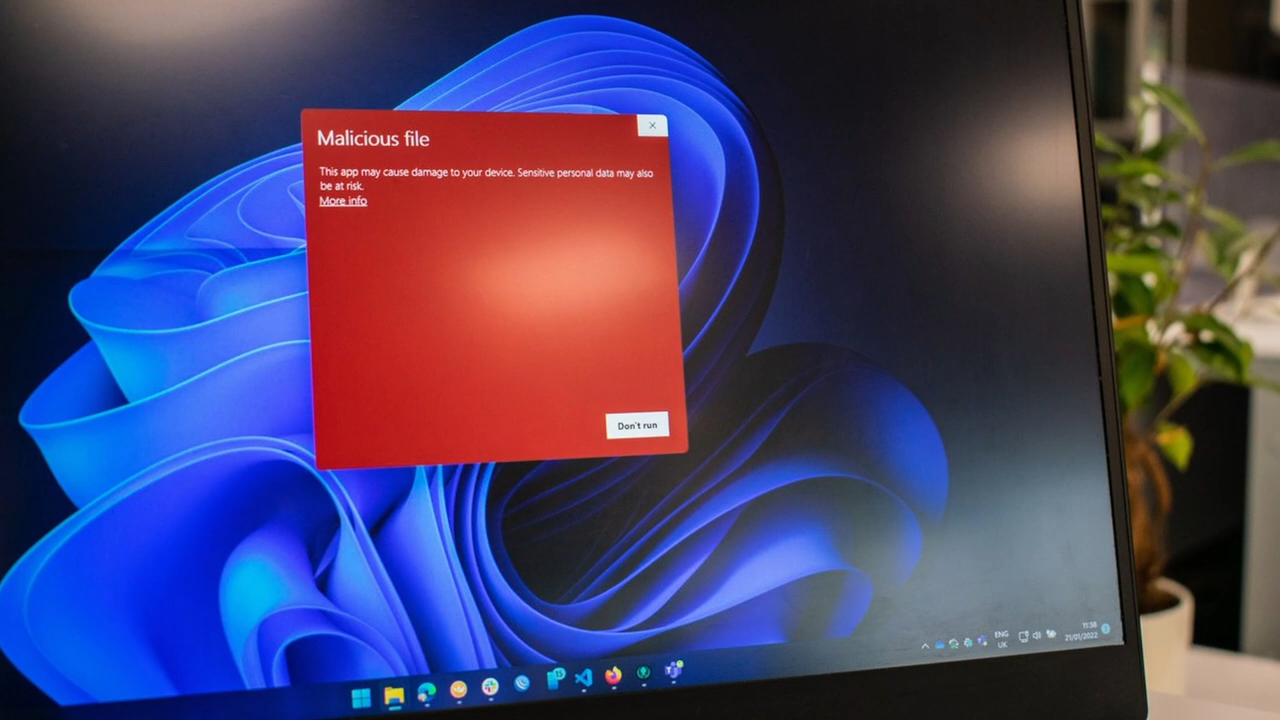 Malicious file
This app may cause damage to your device. Sensitive personal data may also
be at risk.
More info
Don't run
ENG
UK
11:38
21/01/2022